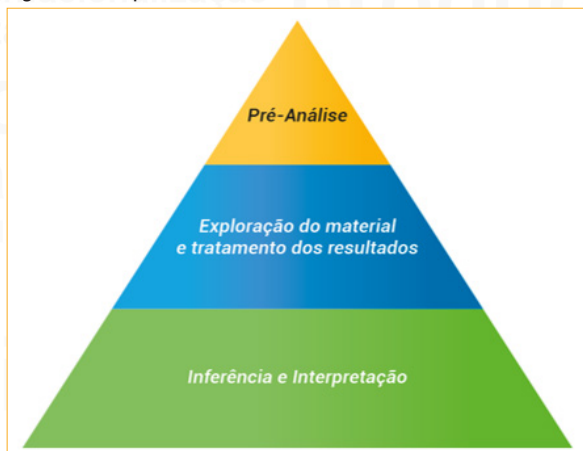 Pré-Análise
Exploração do material
e tratamento dos resultados
Inferência e Interpretação